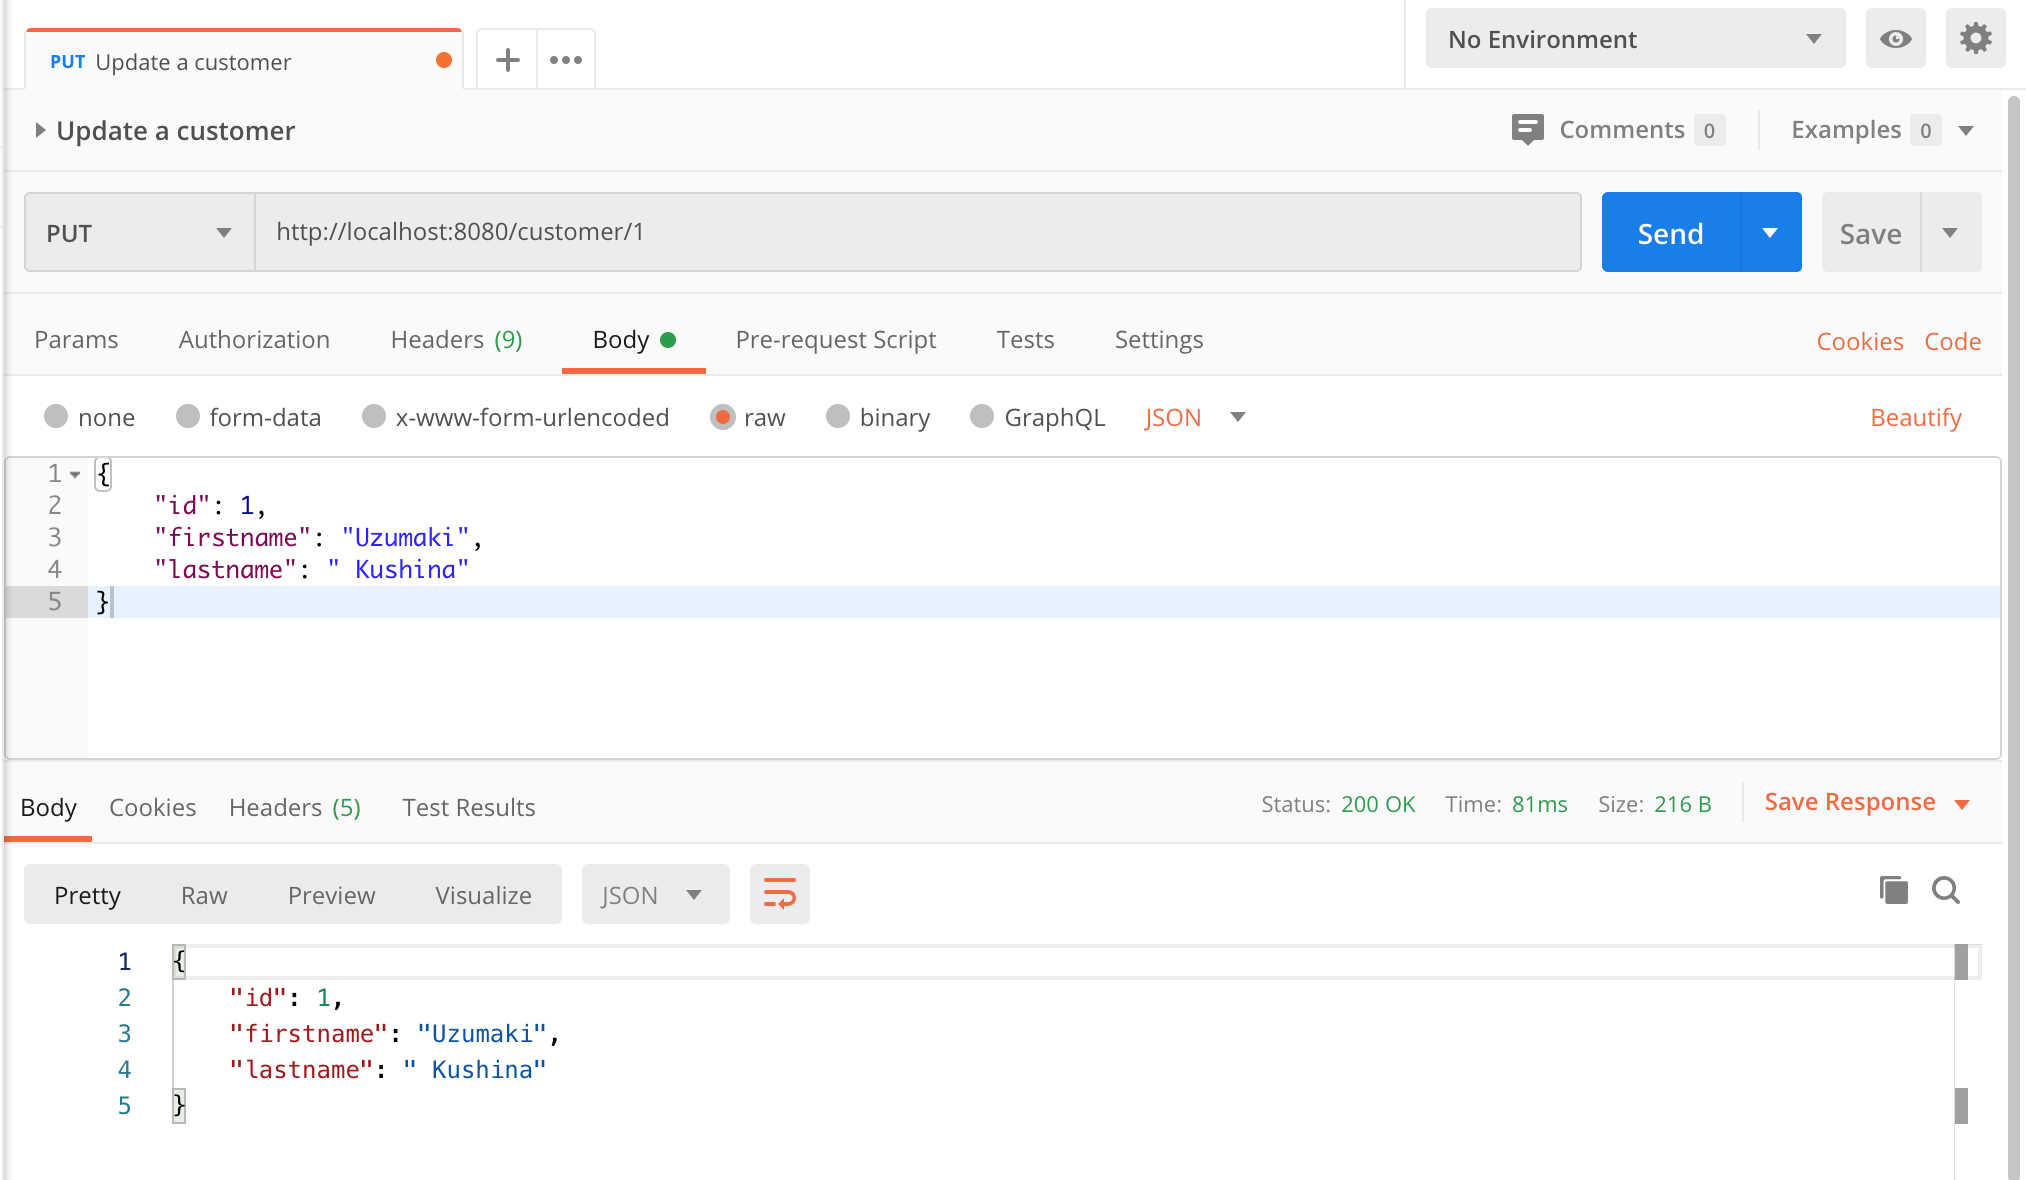 PUT Update a customer
No Environment
Update a customer
Comments 0
Examples 0
PUT
http://localhost:8080/customer/1
Send
Save
Params Authorization Headers (9) Body Pre-request Script Tests Settings Cookies Code
none form-data x-www-form-urlencoded raw binary GraphQL JSON Beautify
1 {
2 "id": 1,
3 "firstname": "Uzumaki",
4 "lastname": " Kushina"
5 }
Body Cookies Headers (5) Test Results Status: 200 OK Time: 81ms Size: 216 B Save Response
Pretty Raw Preview Visualize JSON
1 {
2 "id": 1,
3 "firstname": "Uzumaki",
4 "lastname": " Kushina"
5 }